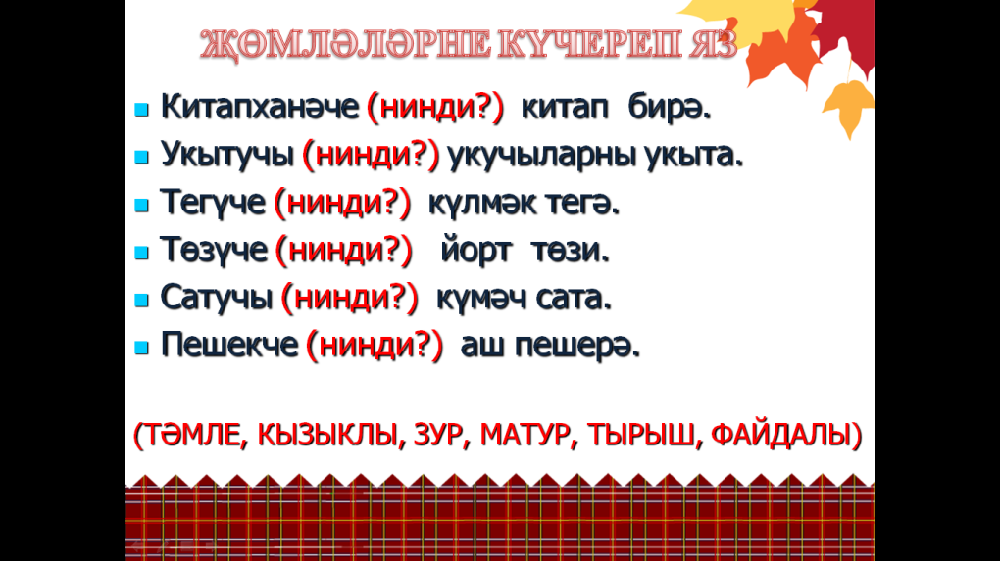 ҖӨМЛӘЛӘРНЕ КҮЧЕРЕП ЯЗ
Китапханәче (нинди?) китап бирә.
Укытучы (нинди?) укучыларны укыта.
Тегүче (нинди?) күлмәк тегә.
Төзүче (нинди?) йорт төзи.
Сатучы (нинди?) күмәч сата.
Пешекче (нинди?) аш пешерә.
(ТӘМЛЕ, КЫЗЫКЛЫ, ЗУР, МАТУР, ТЫРЫШ, ФАЙДАЛЫ)